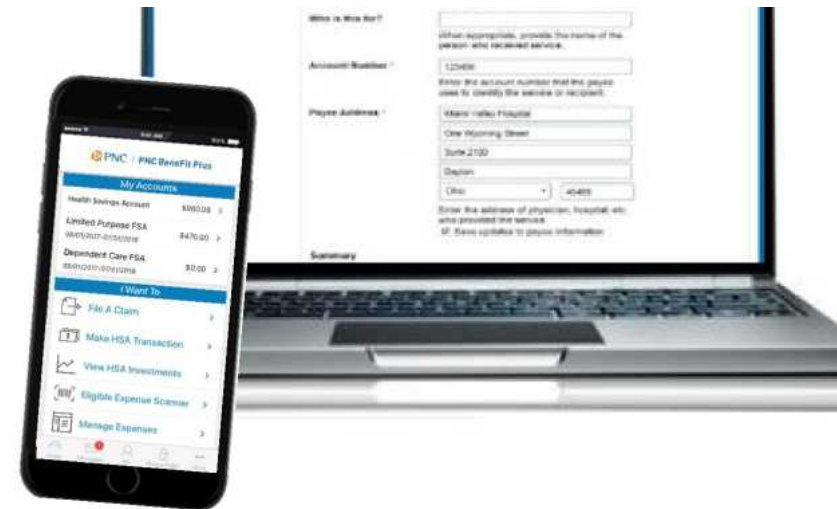 Who is this for?
When appropriate, provide the name of the
person who received service.
Account Number *
123456
Enter the account number that the payee
uses to identify the service or recipient.
Payee Address *
Miami Valley Hospital
One Wyoming Street
Suite 2100
Dayton
Ohio
Enter the address of physician, hospital, etc
who provided the service.
Save updates to payee information
Summary
PNC | PNC BeneFit Plus
My Accounts
Health Savings Account
Limited Purpose FSA
$470.00 >
Dependent Care FSA
$0.00 >
I Want To
File A Claim >
Make HSA Transaction >
View HSA Investments >
Eligible Expense Scanner >
Manage Expenses >